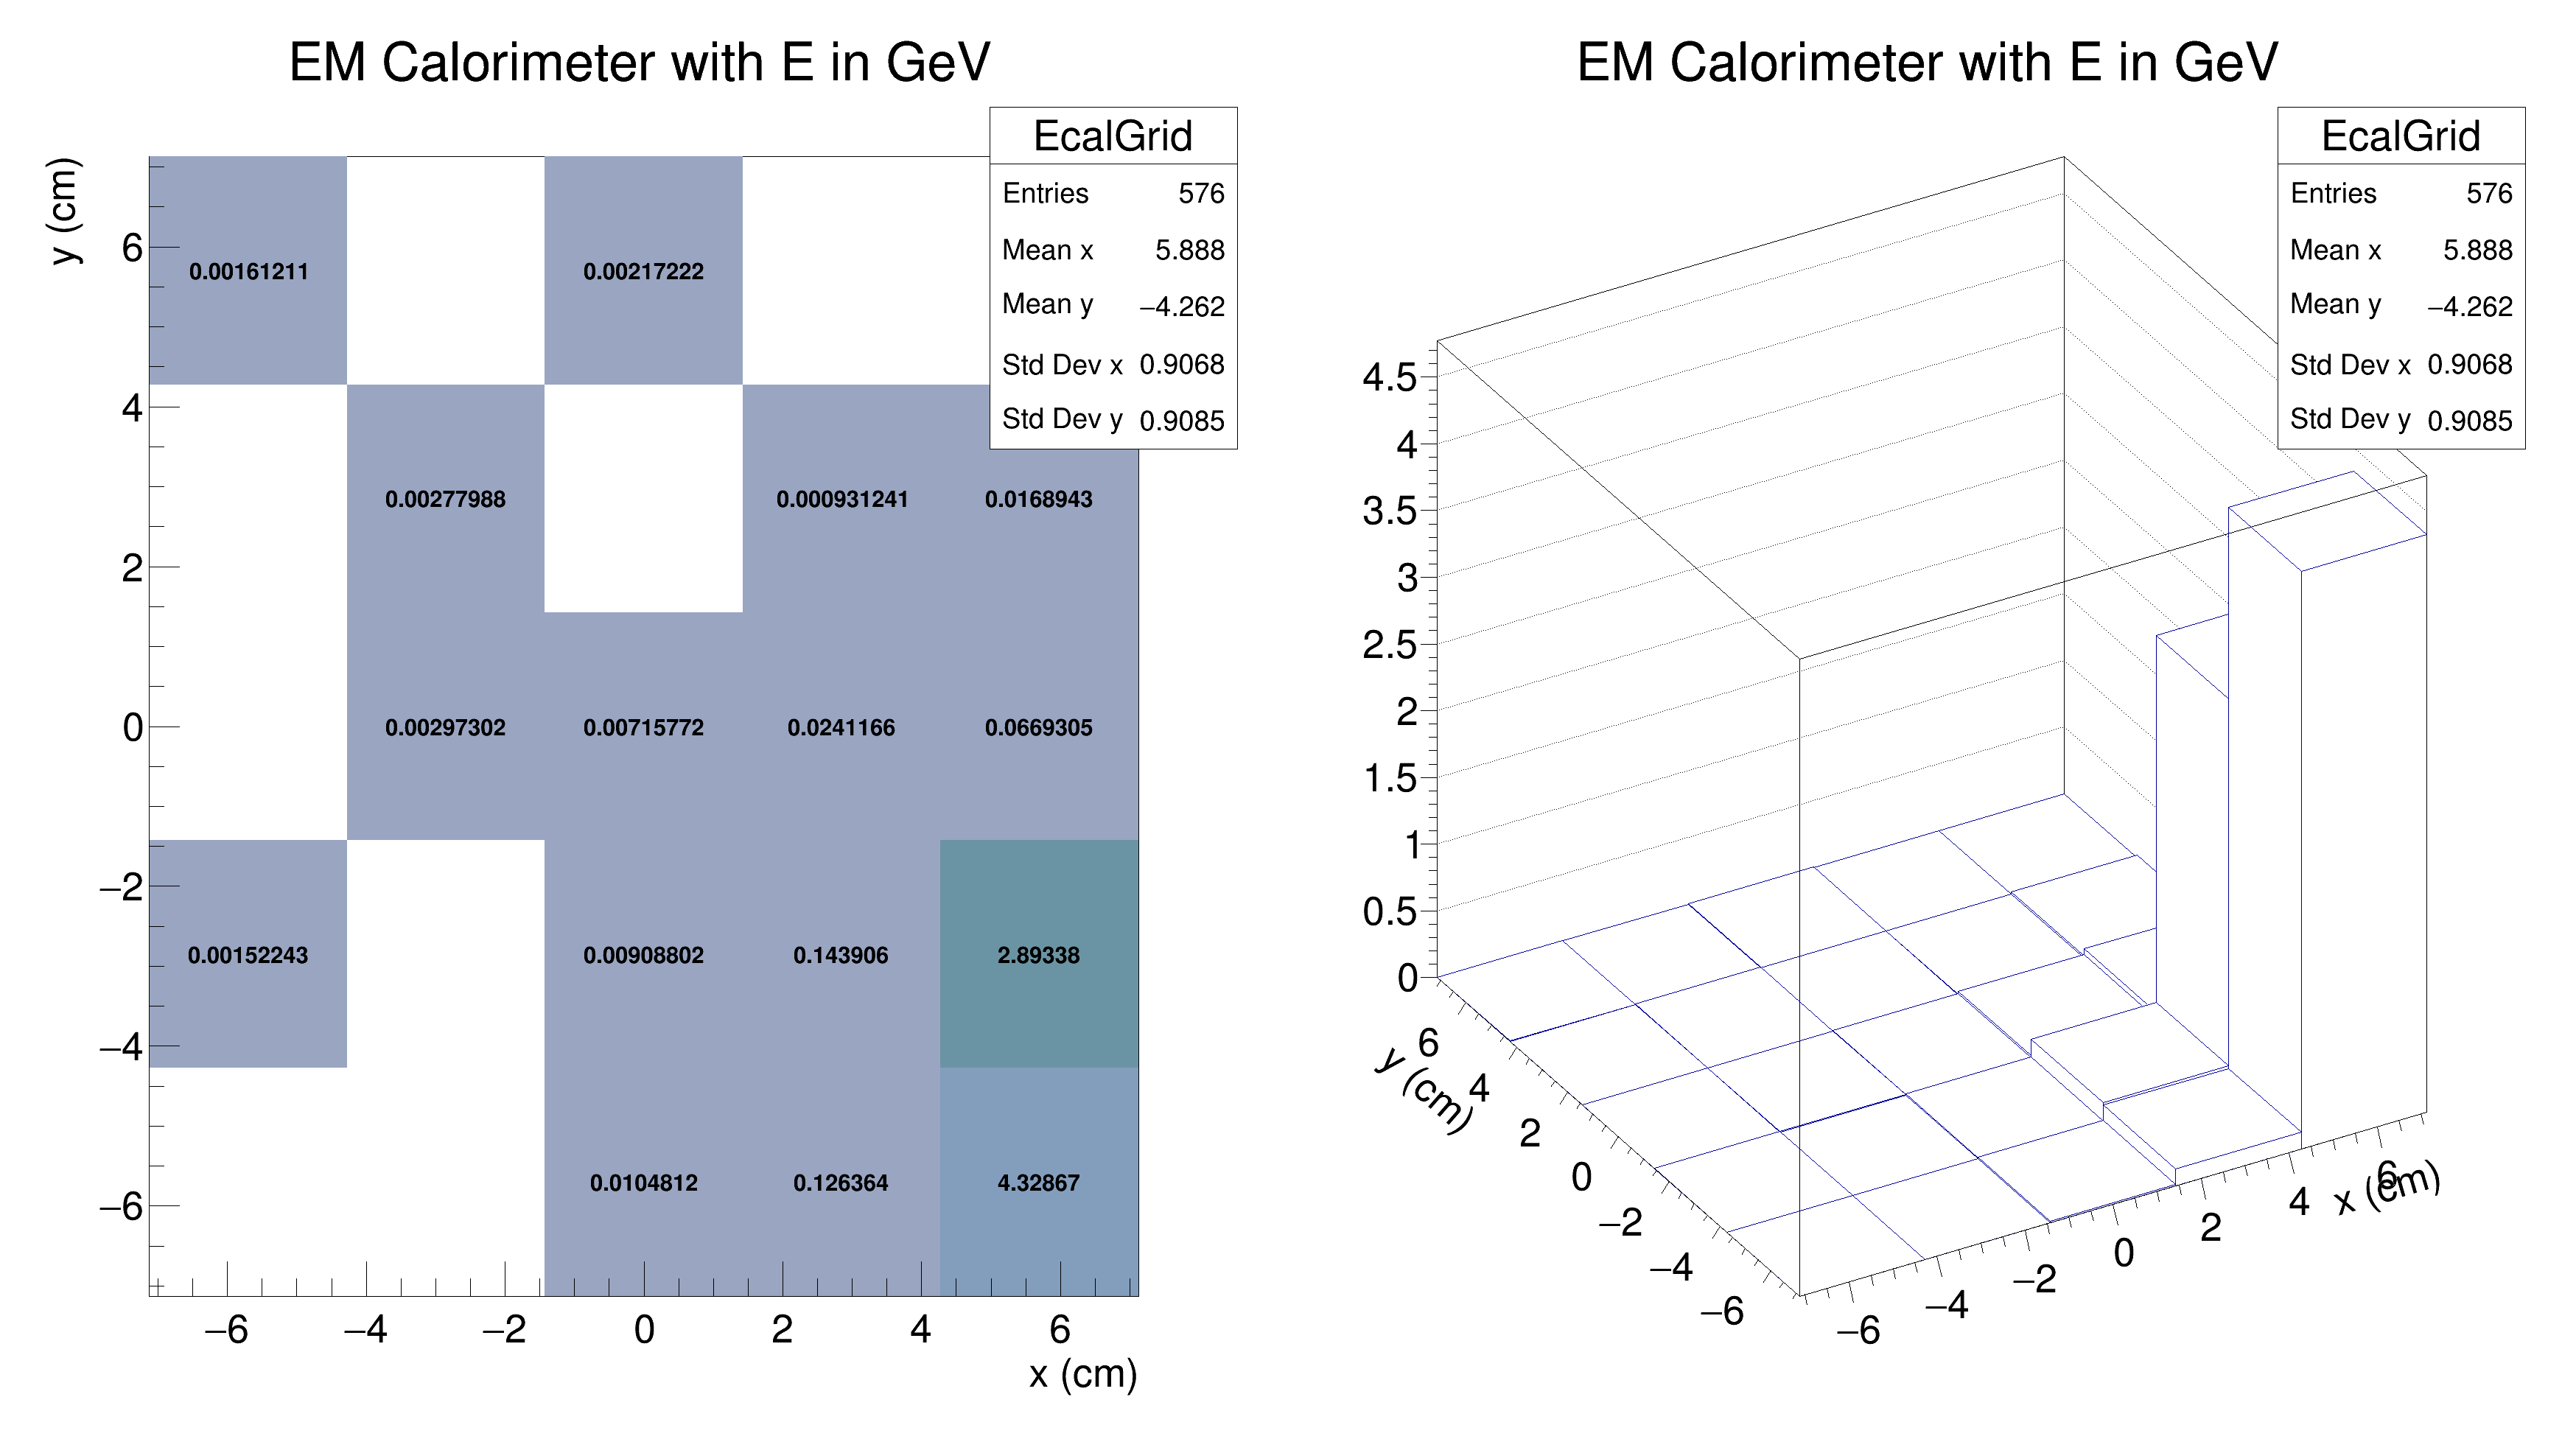 EM Calorimeter with E in GeV
EcalGrid
Entries 576
Mean x 5.888
Mean y −4.262
Std Dev x 0.9068
Std Dev y 0.9085
y (cm)
6
4
2
0
−2
−4
−6
0.00161211 0.00217222
0.00277988 0.000931241 0.0168943
0.00297302 0.00715772 0.0241166 0.0669305
0.00152243 0.00908802 0.143906 2.89338
0.0104812 0.126364 4.32867
−6 −4 −2 0 2 4 6
x (cm)
EM Calorimeter with E in GeV
EcalGrid
Entries 576
Mean x 5.888
Mean y −4.262
Std Dev x 0.9068
Std Dev y 0.9085
4.5
4
3.5
3
2.5
2
1.5
1
0.5
0
6
4
2
0
−2
−4
−6
y (cm)
−6
−4
−2
0
2
4
6
x (cm)